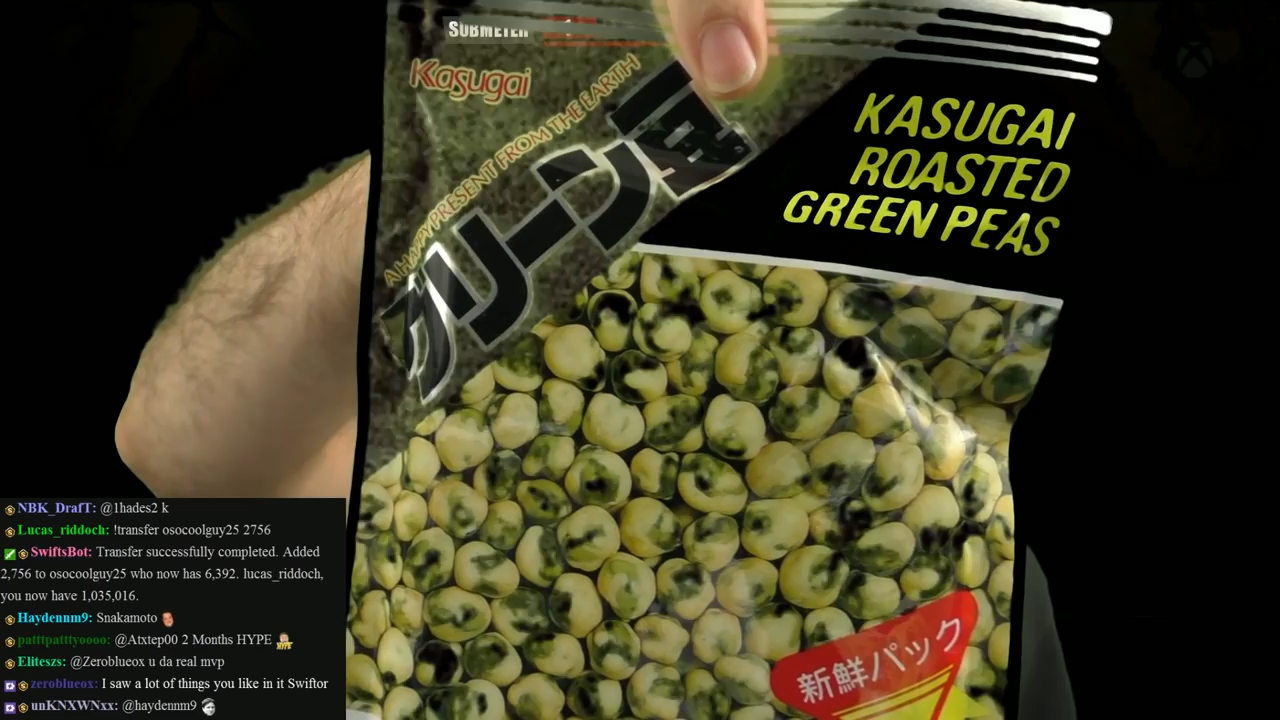 SUBMETER
Kasugai
A HAPPY PRESENT FROM THE EARTH
グリーン豆
KASUGAI
ROASTED
GREEN PEAS
新鮮パック
NBK_DrafT: @1hades2 k
Lucas_riddoch: !transfer osocoolguy25 2756
SwiftsBot: Transfer successfully completed. Added
2,756 to osocoolguy25 who now has 6,392. lucas_riddoch,
you now have 1,035,016.
Haydennm9: Snakamoto
patttpatttyoooo: @Atxtep00 2 Months HYPE
Eliteszs: @Zeroblueox u da real mvp
zeroblueox: I saw a lot of things you like in it Swiftor
unKNXWNxx: @haydennm9